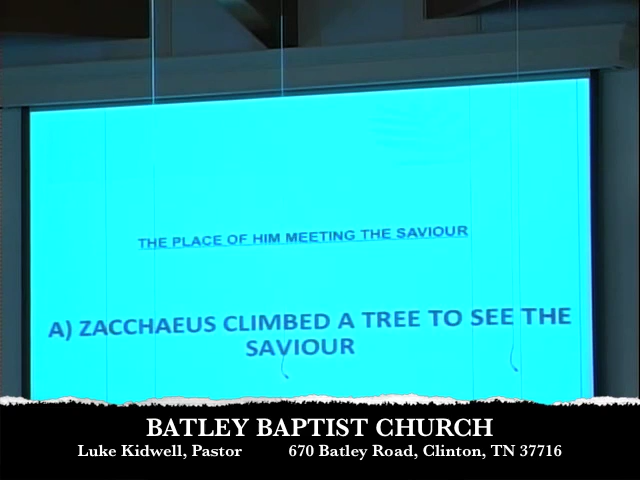 THE PLACE OF HIM MEETING THE SAVIOUR
A) ZACCHAEUS CLIMBED A TREE TO SEE THE
SAVIOUR
BATLEY BAPTIST CHURCH
Luke Kidwell, Pastor 670 Batley Road, Clinton, TN 37716